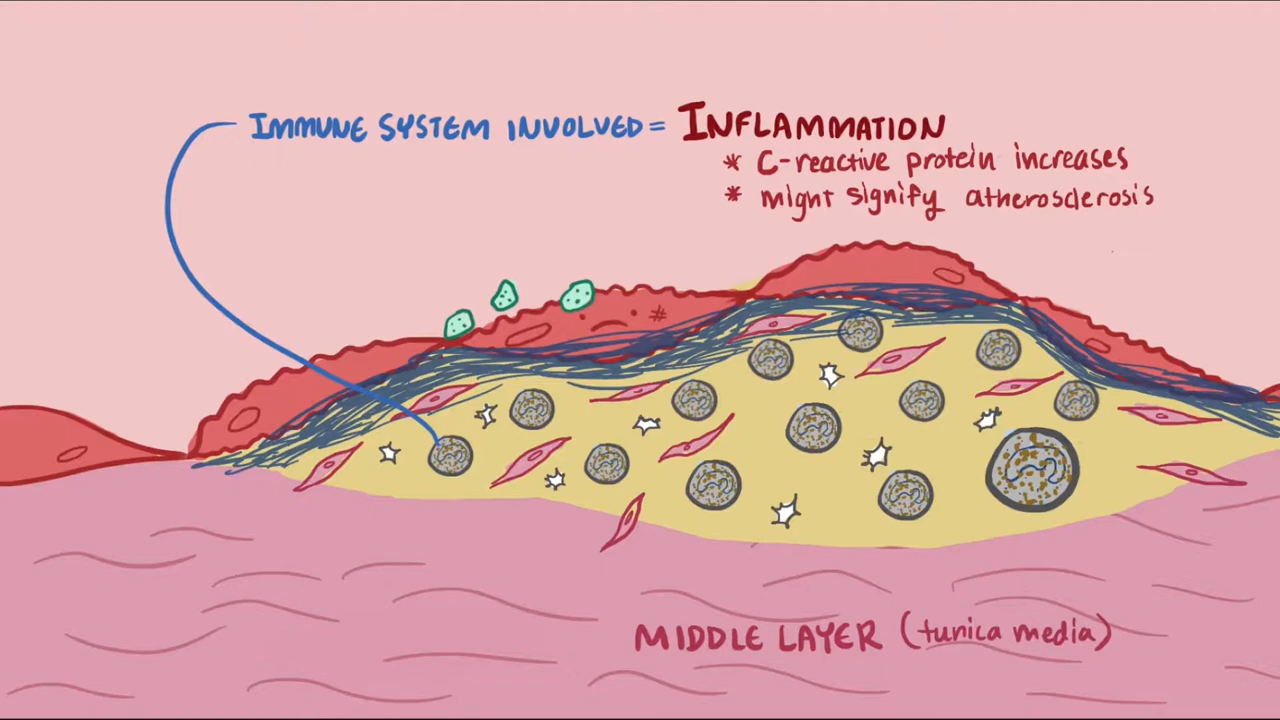 IMMUNE SYSTEM INVOLVED = INFLAMMATION
* C-reactive protein increases
* might signify atherosclerosis
#
MIDDLE LAYER (tunica media)